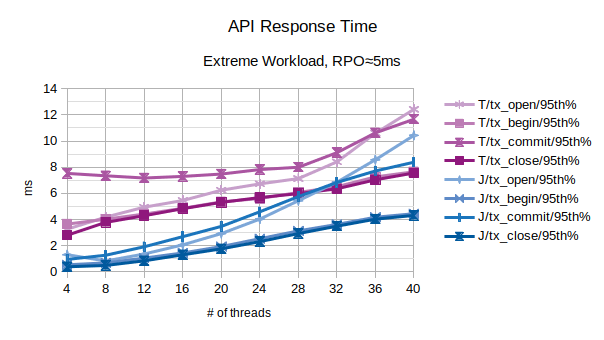 API Response Time
Extreme Workload, RPO≈5ms
14
12
10
8
6
4
2
0
ms
4 8 12 16 20 24 28 32 36 40
# of threads
T/tx_open/95th%
T/tx_begin/95th%
T/tx_commit/95th%
T/tx_close/95th%
J/tx_open/95th%
J/tx_begin/95th%
J/tx_commit/95th%
J/tx_close/95th%